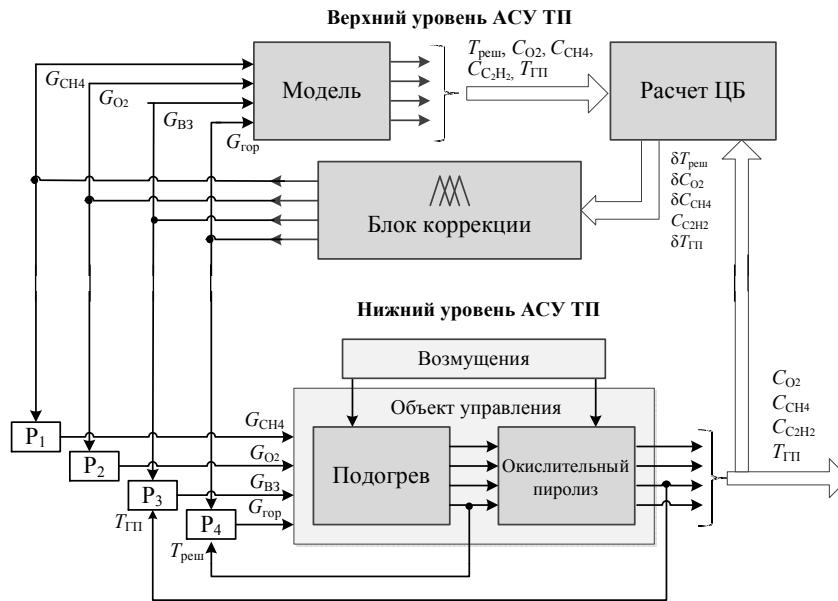 Верхний уровень АСУ ТП
G_CH4
G_O2
G_ВЗ
G_гор
Модель
T_реш, C_O2, C_CH4,
C_C2H2, T_ГП
Расчет ЦБ
Блок коррекции
δT_реш
δC_O2
δC_CH4
C_C2H2
δT_ГП
Нижний уровень АСУ ТП
Возмущения
Объект управления
Подогрев
Окислительный
пиролиз
P1
P2
P3
P4
G_CH4
G_O2
G_ВЗ
G_гор
T_ГП
T_реш
C_O2
C_CH4
C_C2H2
T_ГП